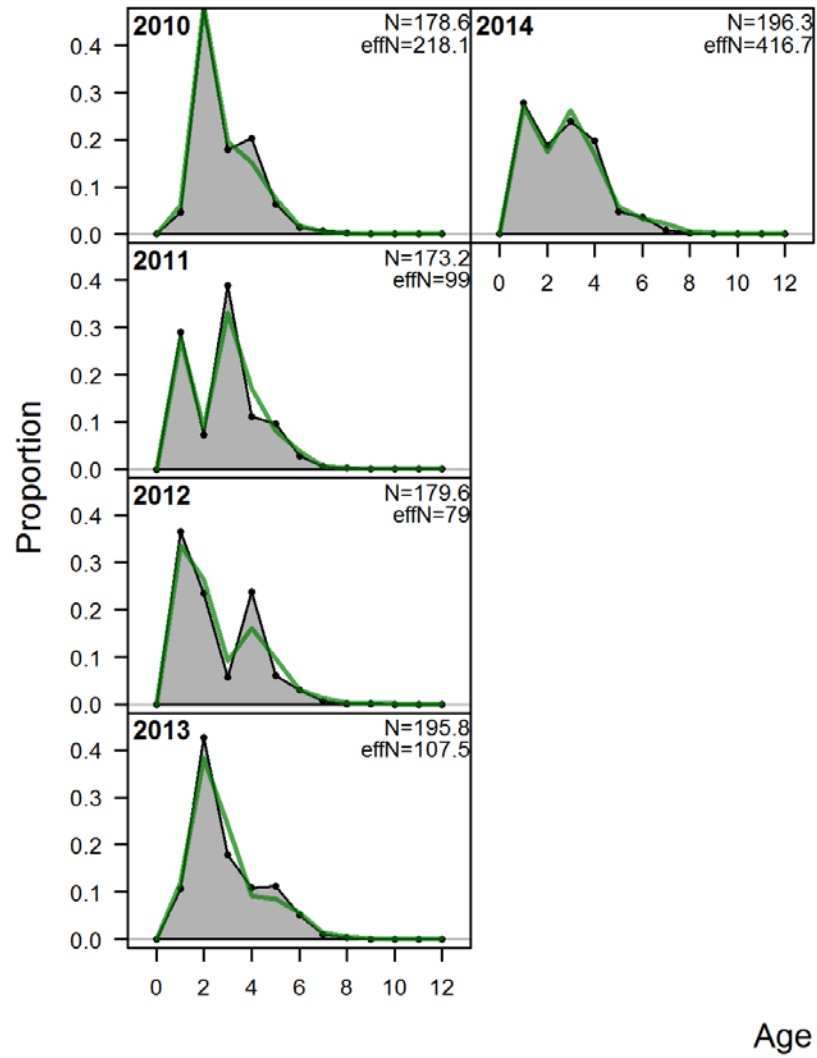 2010
N=178.6
effN=218.1
0.4
0.3
0.2
0.1
0.0
2014
N=196.3
effN=416.7
0 2 4 6 8 10 12
2011
N=173.2
effN=99
0.4
0.3
0.2
0.1
0.0
2012
N=179.6
effN=79
0.4
0.3
0.2
0.1
0.0
2013
N=195.8
effN=107.5
0.4
0.3
0.2
0.1
0.0
0 2 4 6 8 10 12
Proportion
Age